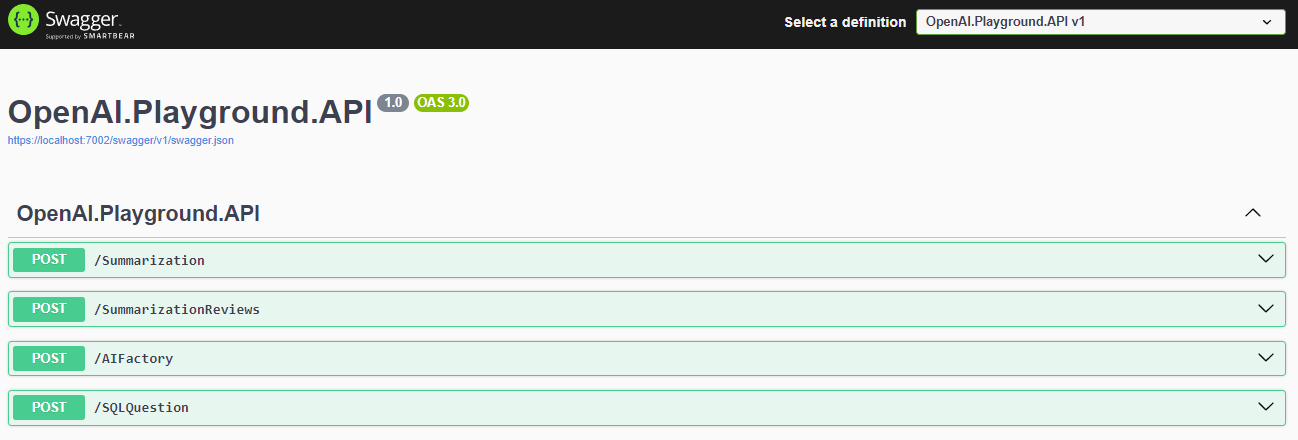 Swagger.
Supported by SMARTBEAR
Select a definition
OpenAI.Playground.API v1
OpenAI.Playground.API 1.0 OAS 3.0
https://localhost:7002/swagger/v1/swagger.json
OpenAI.Playground.API
POST /Summarization
POST /SummarizationReviews
POST /AIFactory
POST /SQLQuestion